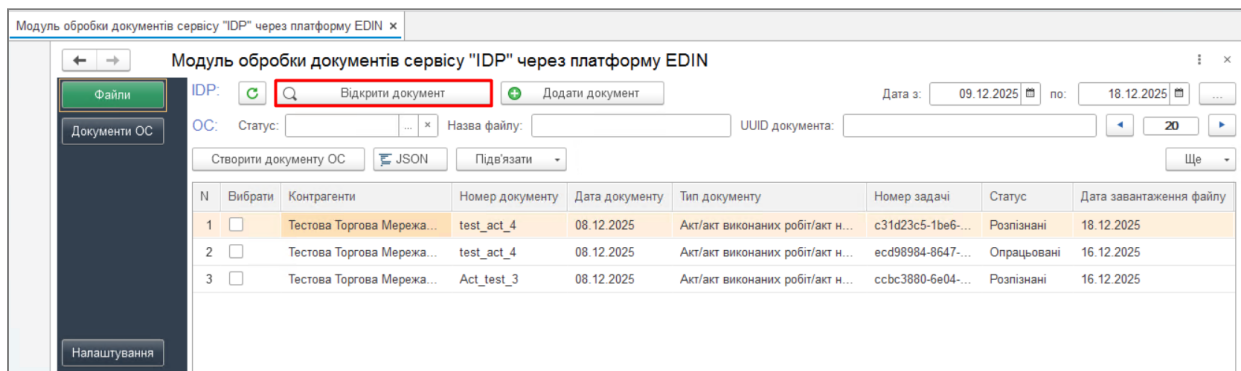 Модуль обробки документів сервісу "IDP" через платформу EDIN ×
Модуль обробки документів сервісу "IDP" через платформу EDIN
Файли
IDP: Відкрити документ Додати документ Дата з: 09.12.2025 по: 18.12.2025 ...
Документи ОС
ОС: Статус: ... × Назва файлу: UUID документа: 20
Створити документу ОС JSON Підв'язати Ще
N Вибрати Контрагенти Номер документу Дата документу Тип документу Номер задачі Статус Дата завантаження файлу
1 Тестова Торгова Мережа... test_act_4 08.12.2025 Акт/акт виконаних робіт/акт н... c31d23c5-1be6-... Розпізнані 18.12.2025
2 Тестова Торгова Мережа... test_act_4 08.12.2025 Акт/акт виконаних робіт/акт н... ecd98984-8647-... Опрацьовані 16.12.2025
3 Тестова Торгова Мережа... Act_test_3 08.12.2025 Акт/акт виконаних робіт/акт н... ccbc3880-6e04-... Розпізнані 16.12.2025
Налаштування